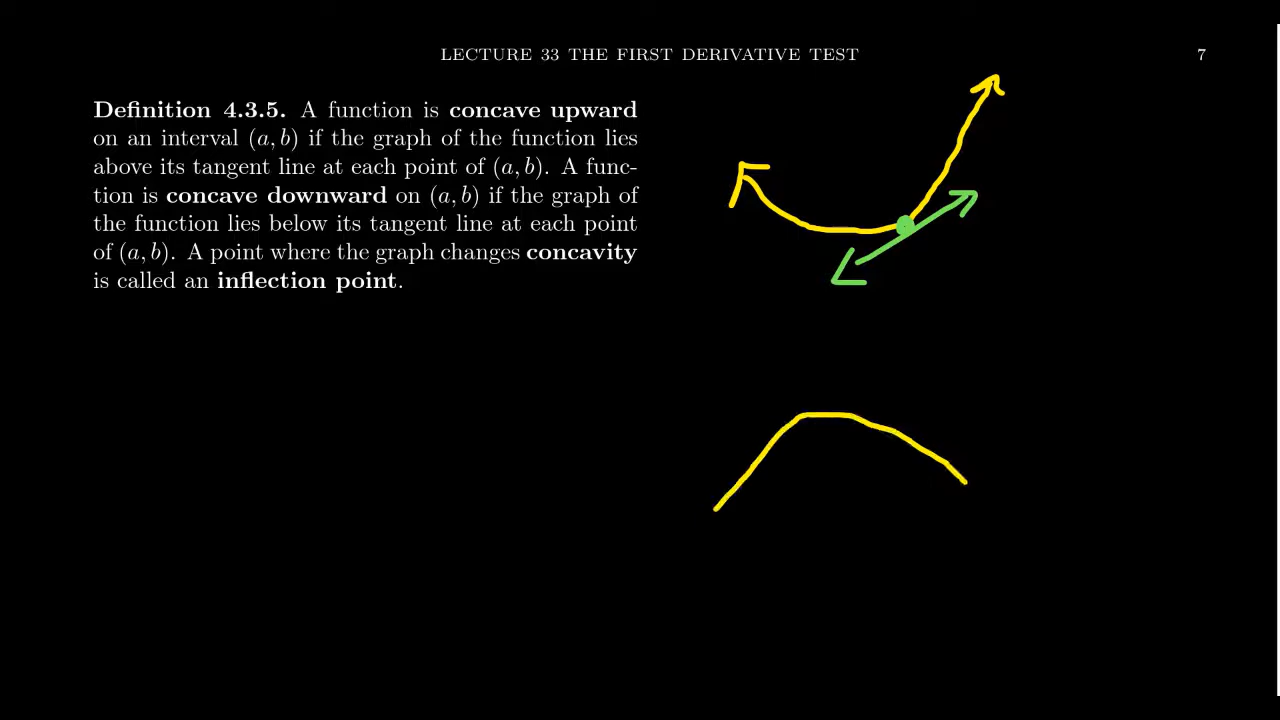 LECTURE 33 THE FIRST DERIVATIVE TEST 7
Definition 4.3.5. A function is concave upward
on an interval (a, b) if the graph of the function lies
above its tangent line at each point of (a, b). A func-
tion is concave downward on (a, b) if the graph of
the function lies below its tangent line at each point
of (a, b). A point where the graph changes concavity
is called an inflection point.